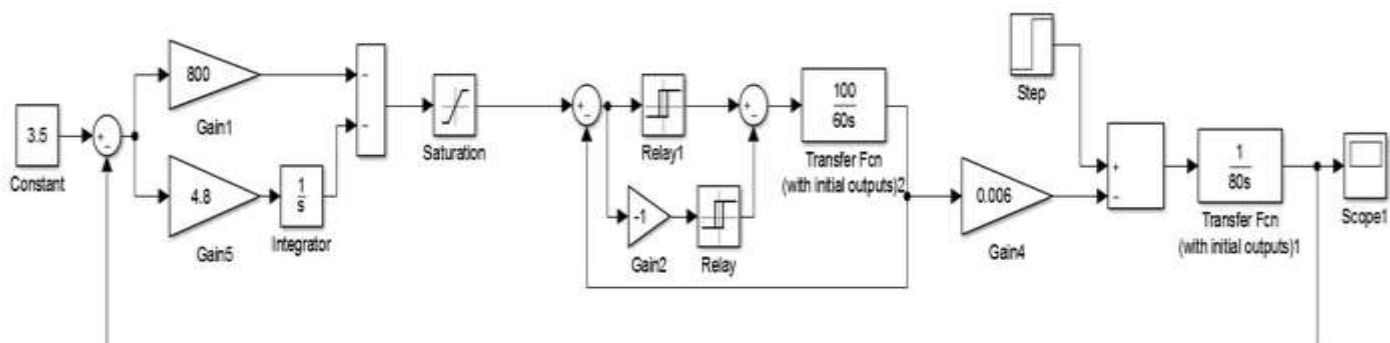 3.5
Constant
+
-
800
Gain1
4.8
Gain5
1
s
Integrator
-
-
Saturation
+
-
Relay1
-1
Gain2
Relay
+
-
100
60s
Transfer Fcn
(with initial outputs)2
0.006
Gain4
Step
+
-
1
80s
Transfer Fcn
(with initial outputs)1
Scope1